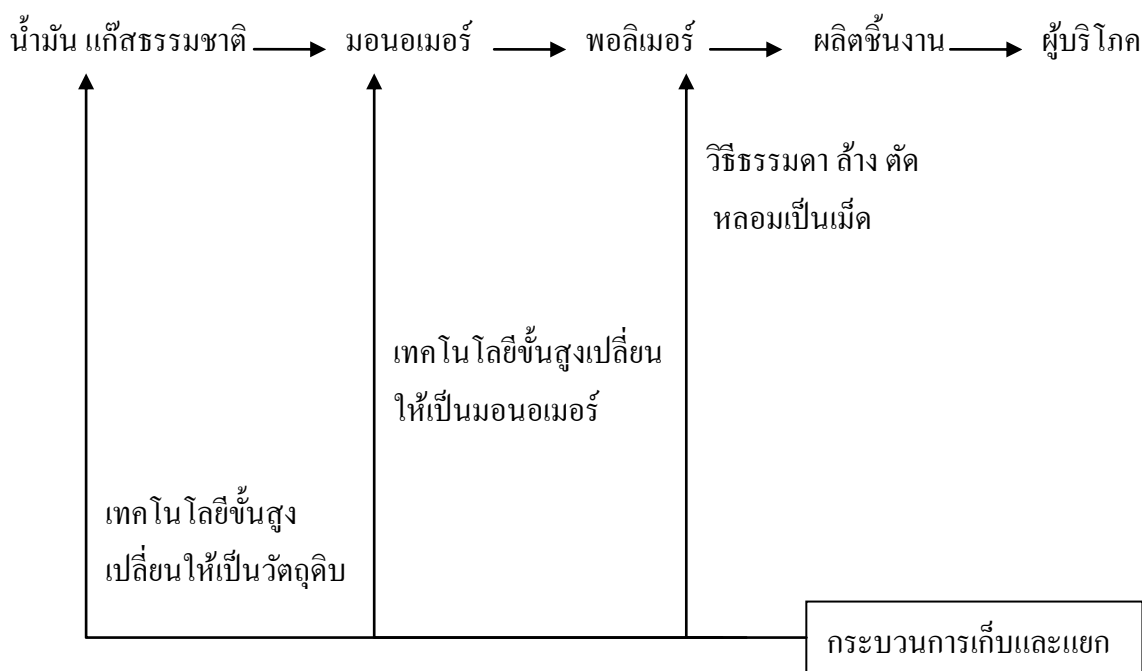 น้ำมัน แก๊สธรรมชาติ มอนอเมอร์ พอลิเมอร์ ผลิตชิ้นงาน ผู้บริโภค
วิธีธรรมดา ล้าง ตัด
หลอมเป็นเม็ด
เทคโนโลยีขั้นสูงเปลี่ยน
ให้เป็นมอนอเมอร์
เทคโนโลยีขั้นสูง
เปลี่ยนให้เป็นวัตถุดิบ
กระบวนการเก็บและแยก